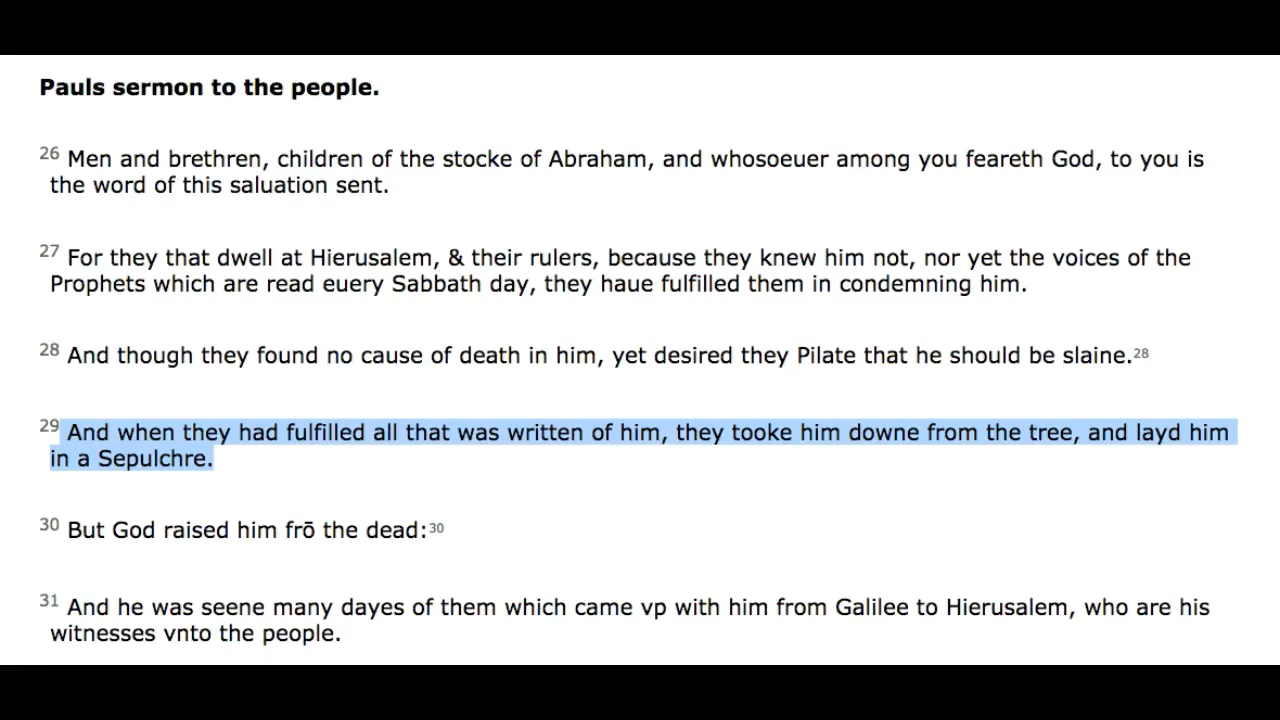 Pauls sermon to the people.
26 Men and brethren, children of the stocke of Abraham, and whosoeuer among you feareth God, to you is
the word of this saluation sent.
27 For they that dwell at Hierusalem, & their rulers, because they knew him not, nor yet the voices of the
Prophets which are read euery Sabbath day, they haue fulfilled them in condemning him.
28 And though they found no cause of death in him, yet desired they Pilate that he should be slaine.28
29 And when they had fulfilled all that was written of him, they tooke him downe from the tree, and layd him
in a Sepulchre.
30 But God raised him frō the dead:30
31 And he was seene many dayes of them which came vp with him from Galilee to Hierusalem, who are his
witnesses vnto the people.